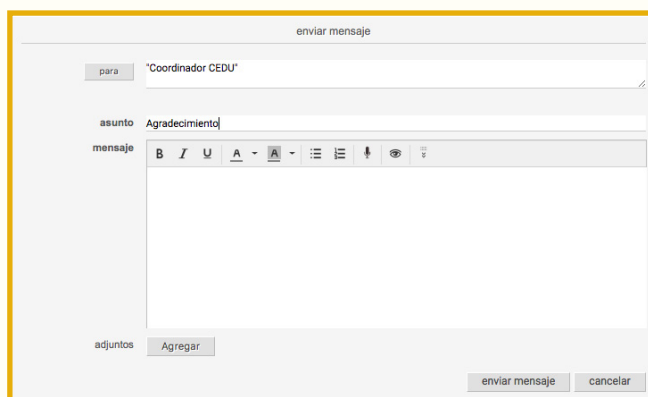 enviar mensaje
para
"Coordinador CEDU"
asunto
Agradecimiento
mensaje
B I U A A
adjuntos
Agregar
enviar mensaje cancelar